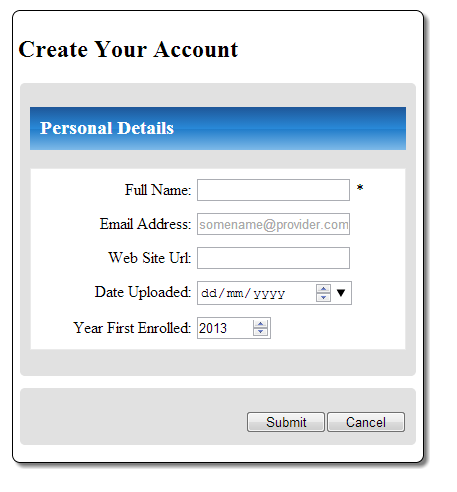 Create Your Account
Personal Details
Full Name: *
Email Address: somename@provider.com
Web Site Url:
Date Uploaded: dd/mm/yyyy
Year First Enrolled: 2013
Submit Cancel